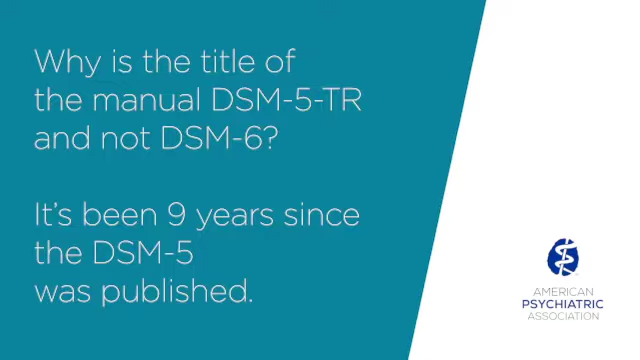 Why is the title of
the manual DSM-5-TR
and not DSM-6?
It's been 9 years since
the DSM-5
was published.
AMERICAN
PSYCHIATRIC
ASSOCIATION